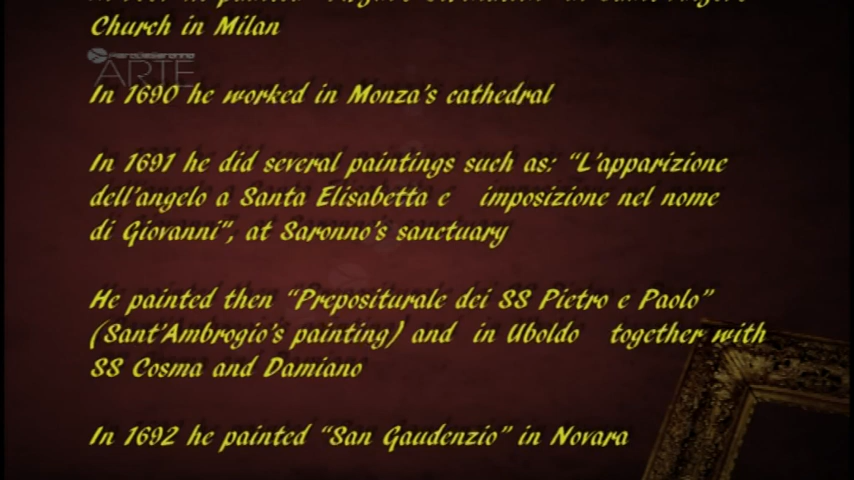 Church in Milan
ARTE
In 1690 he worked in Monza's cathedral
In 1691 he did several paintings such as: "L'apparizione
dell'angelo a Santa Elisabetta e imposizione nel nome
di Giovanni", at Saronno's sanctuary
He painted then "Prepositurale dei SS Pietro e Paolo"
(Sant'Ambrogio's painting) and in Uboldo together with
SS Cosma and Damiano
In 1692 he painted "San Gaudenzio" in Novara